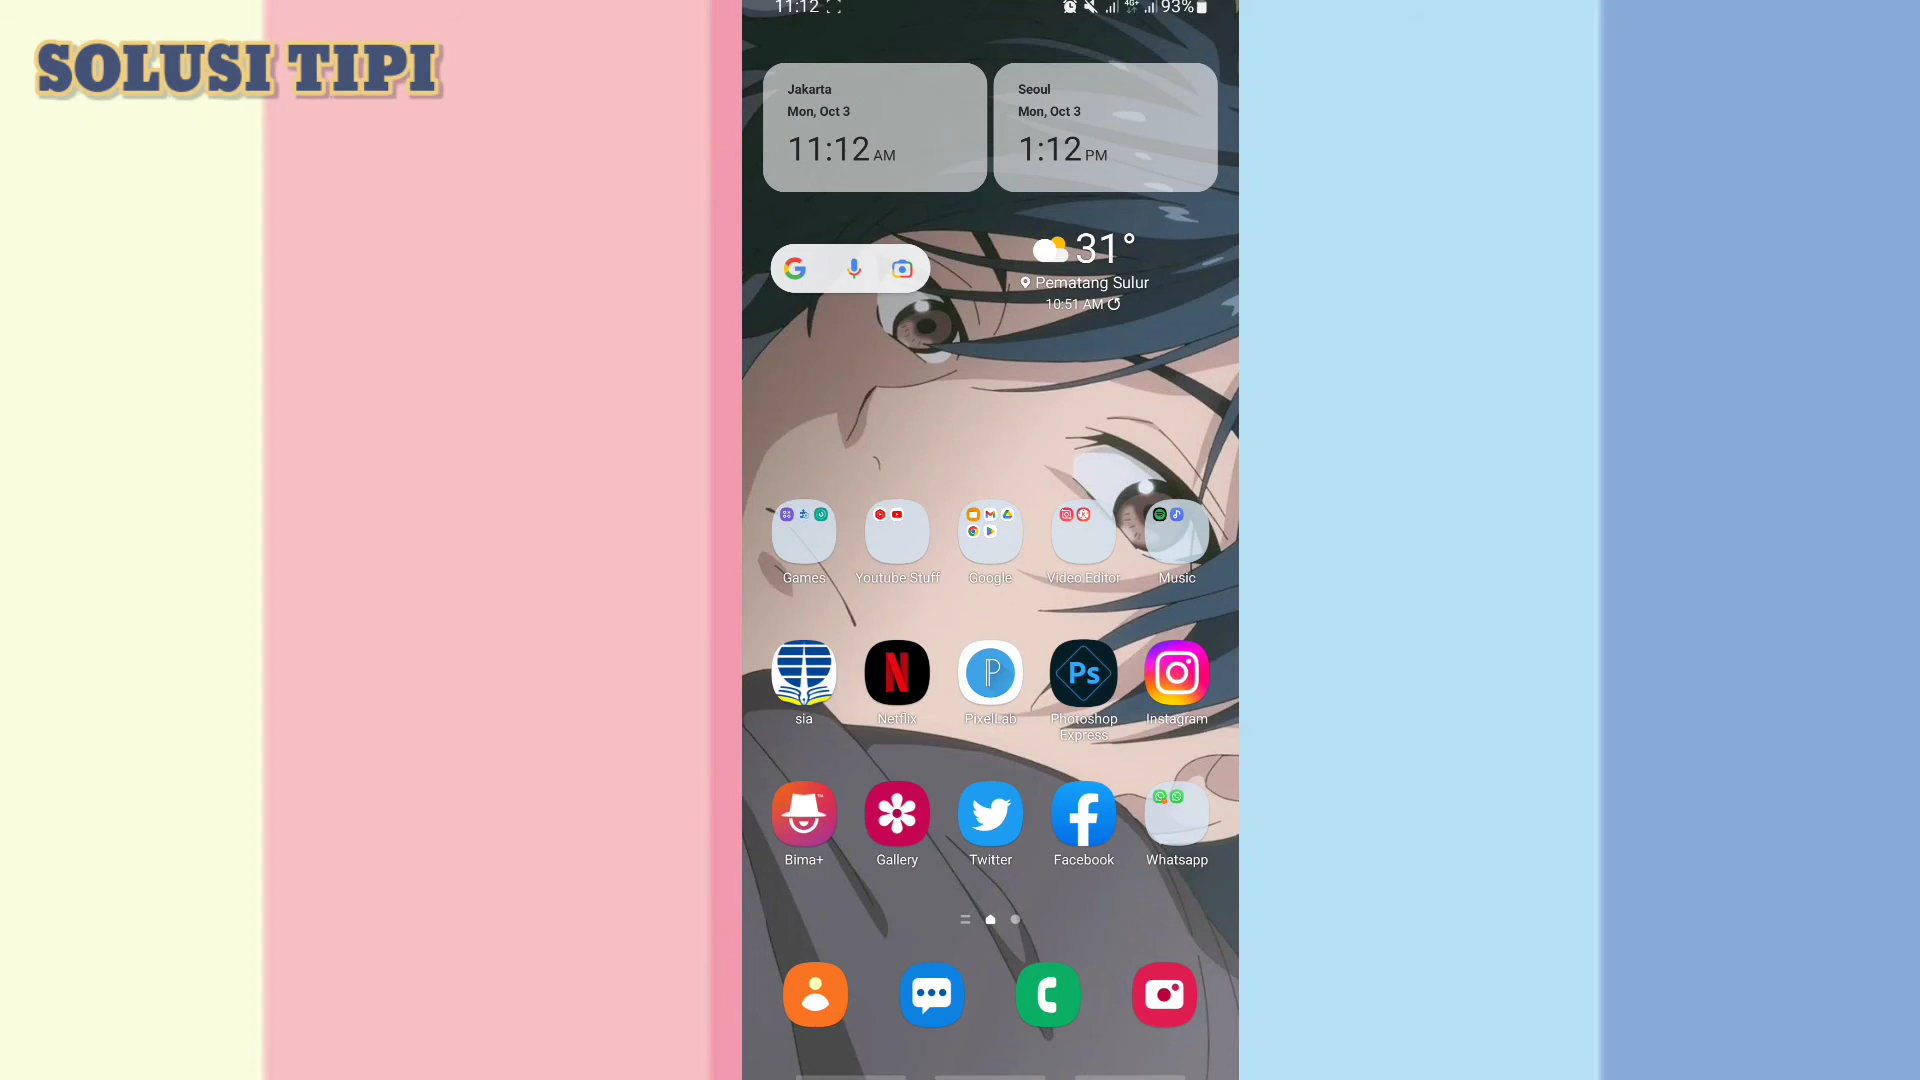 SOLUSI TIPI
11:12 93%
4G+
Jakarta
Mon, Oct 3
11:12 AM
Seoul
Mon, Oct 3
1:12 PM
31°
Pematang Sulur
10:51 AM
Games Youtube Stuff Google Video Editor Music
Ps
sia Netflix PixelLab Photoshop Express Instagram
Bima+ Gallery Twitter Facebook Whatsapp